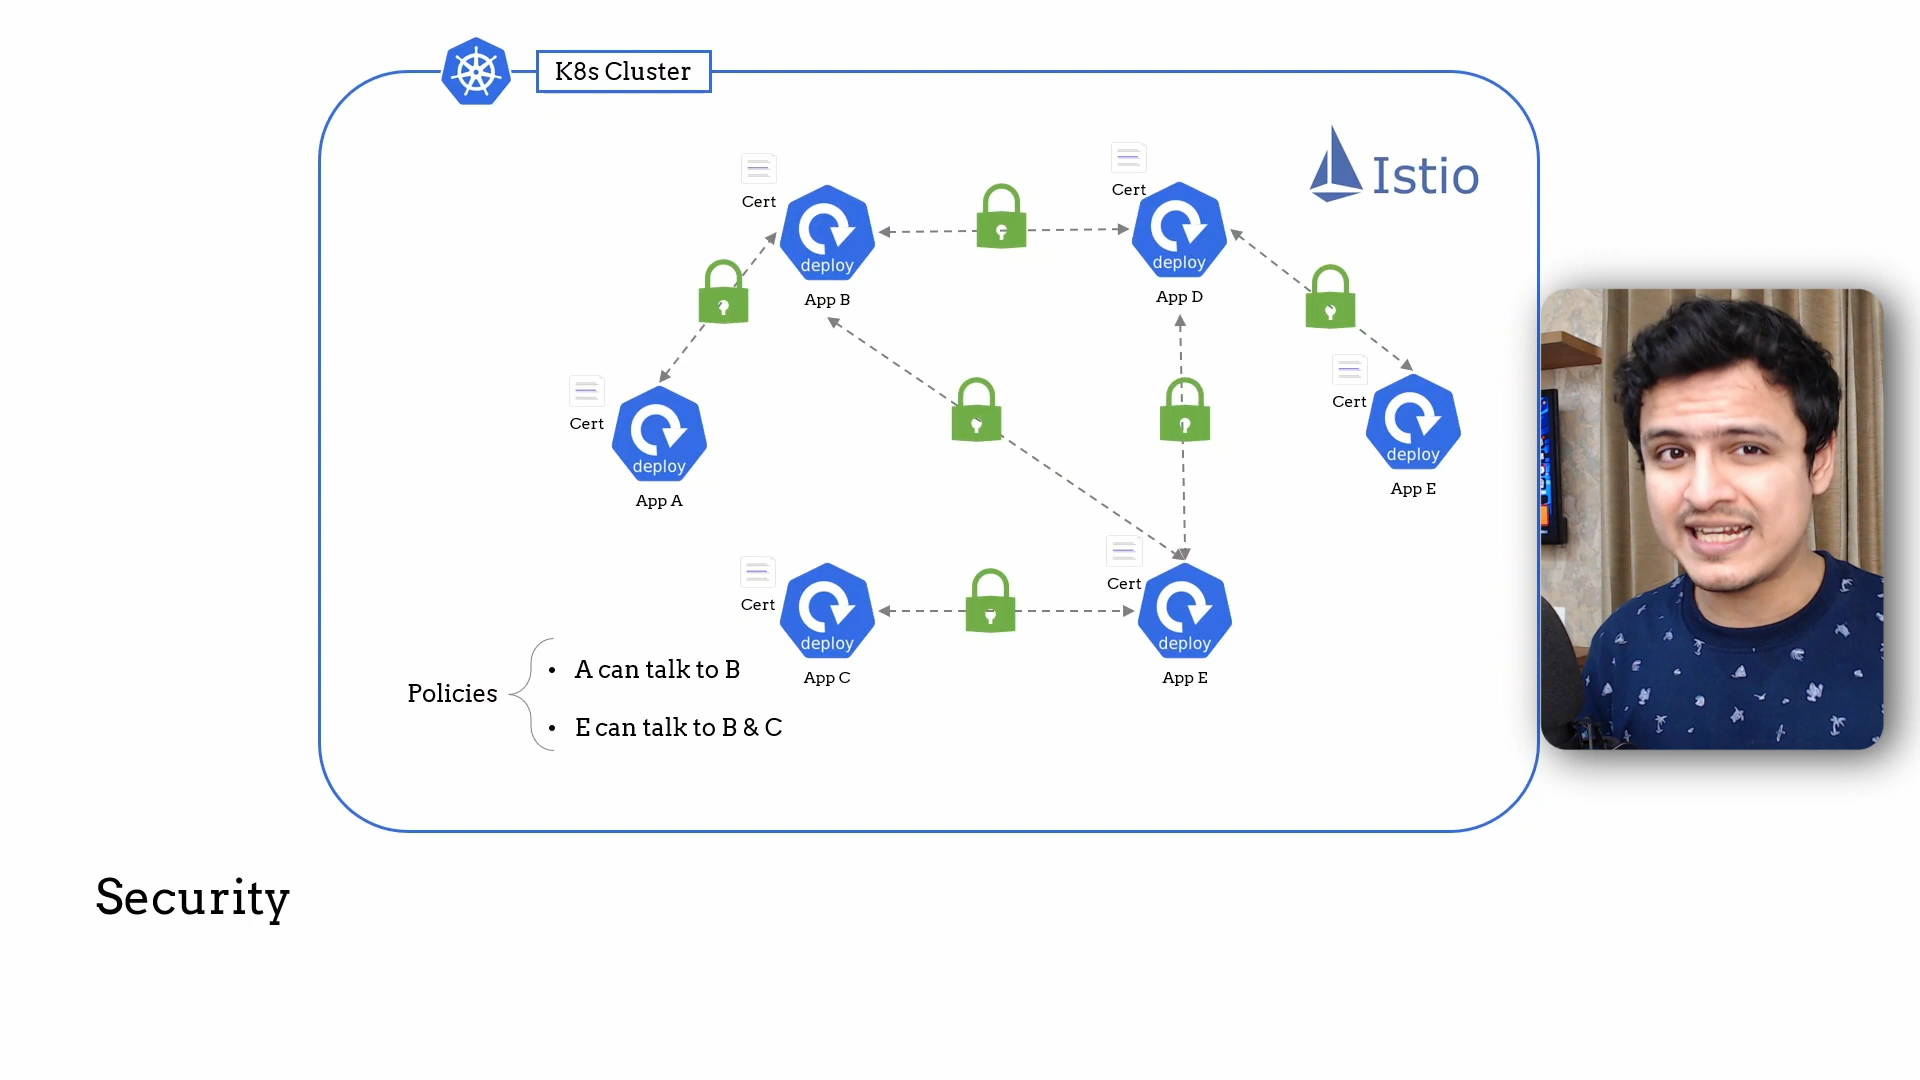 K8s Cluster
Istio
Cert
Cert
deploy
App B
deploy
App D
Cert
deploy
App A
Cert
deploy
App E
Cert
deploy
App C
Cert
deploy
App E
Policies
• A can talk to B
• E can talk to B & C
Security